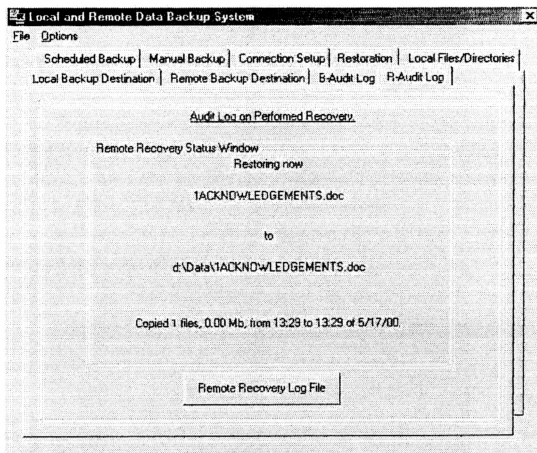 Local and Remote Data Backup System
File Options
Scheduled Backup Manual Backup Connection Setup Restoration Local Files/Directories
Local Backup Destination Remote Backup Destination B-Audit Log R-Audit Log
Audit Log on Performed Recovery.
Remote Recovery Status Window
Restoring now
1ACKNOWLEDGEMENTS.doc
to
d:\Data\1ACKNOWLEDGEMENTS.doc
Copied 1 files, 0.00 Mb, from 13:29 to 13:29 of 5/17/00.
Remote Recovery Log File